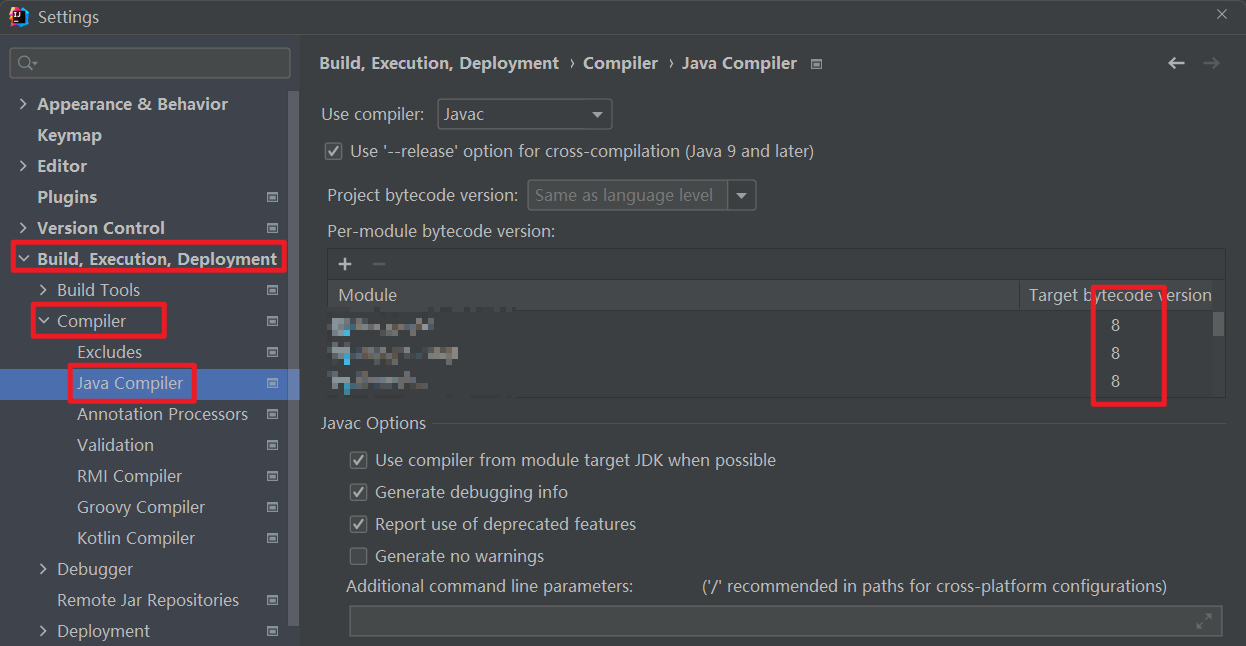 Settings
Appearance & Behavior
Keymap
Editor
Plugins
Version Control
Build, Execution, Deployment
Build Tools
Compiler
Excludes
Java Compiler
Annotation Processors
Validation
RMI Compiler
Groovy Compiler
Kotlin Compiler
Debugger
Remote Jar Repositories
Deployment
Build, Execution, Deployment › Compiler › Java Compiler
Use compiler: Javac
Use '--release' option for cross-compilation (Java 9 and later)
Project bytecode version: Same as language level
Per-module bytecode version:
Module Target bytecode version
8
8
8
Javac Options
Use compiler from module target JDK when possible
Generate debugging info
Report use of deprecated features
Generate no warnings
Additional command line parameters: ('/' recommended in paths for cross-platform configurations)